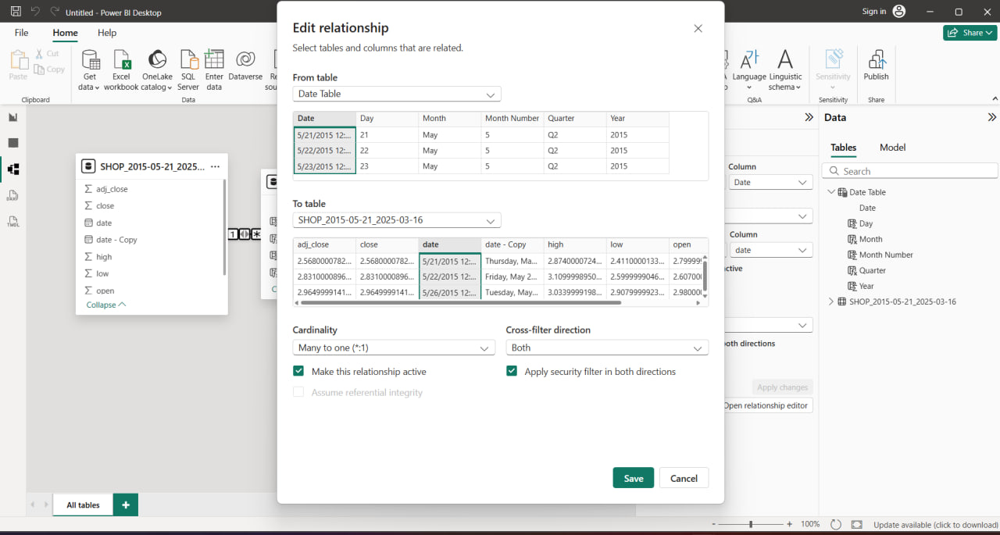 Untitled - Power BI Desktop
Sign in
File
Home
Help
Share
Paste
Cut
Copy
Clipboard
Get data
Excel workbook
OneLake catalog
SQL Server
Enter data
Dataverse
Data
Language
Linguistic schema
Q&A
Sensitivity
Sensitivity
Publish
Share
SHOP_2015-05-21_2025...
adj_close
close
date
date - Copy
high
low
open
Collapse
1
*
DAX
TMDL
Edit relationship
Select tables and columns that are related.
From table
Date Table
Date Day Month Month Number Quarter Year
5/21/2015 12:... 21 May 5 Q2 2015
5/22/2015 12:... 22 May 5 Q2 2015
5/23/2015 12:... 23 May 5 Q2 2015
To table
SHOP_2015-05-21_2025-03-16
adj_close close date date - Copy high low open
2.5680000782... 2.5680000782... 5/21/2015 12:... Thursday, Ma... 2.8740000724... 2.4110000133... 2.79999
2.8310000896... 2.8310000896... 5/22/2015 12:... Friday, May 2... 3.1099998950... 2.5999999046... 2.60700
2.9649999141... 2.9649999141... 5/26/2015 12:... Tuesday, May... 3.0339999198... 2.9079999923... 2.98000
Cardinality
Many to one (*:1)
Cross-filter direction
Both
Make this relationship active
Apply security filter in both directions
Assume referential integrity
Save
Cancel
Column
Date
Column
date
ctive
oth directions
Apply changes
Open relationship editor
Data
Tables
Model
Search
Date Table
Date
Day
Month
Month Number
Quarter
Year
SHOP_2015-05-21_2025-03-16
All tables
+
- + 100%
Update available (click to download)